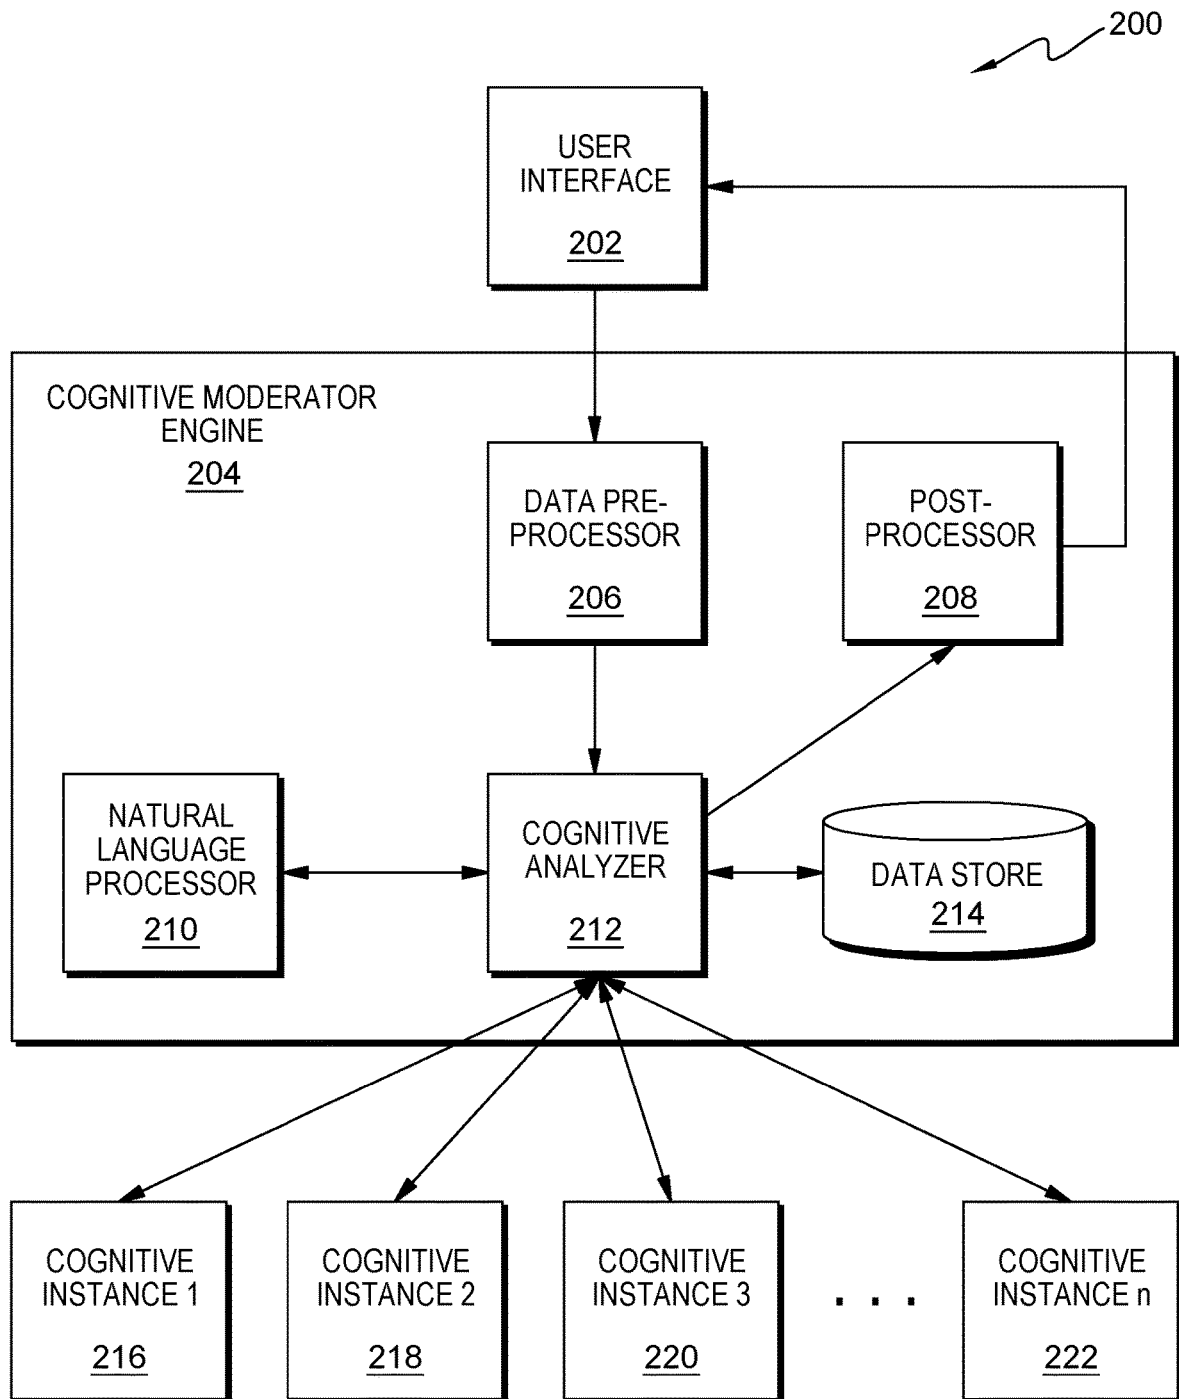 200
USER
INTERFACE
202
COGNITIVE MODERATOR
ENGINE
204
DATA PRE-
PROCESSOR
206
POST-
PROCESSOR
208
NATURAL
LANGUAGE
PROCESSOR
210
COGNITIVE
ANALYZER
212
DATA STORE
214
COGNITIVE
INSTANCE 1
216
COGNITIVE
INSTANCE 2
218
COGNITIVE
INSTANCE 3
220
. . .
COGNITIVE
INSTANCE n
222